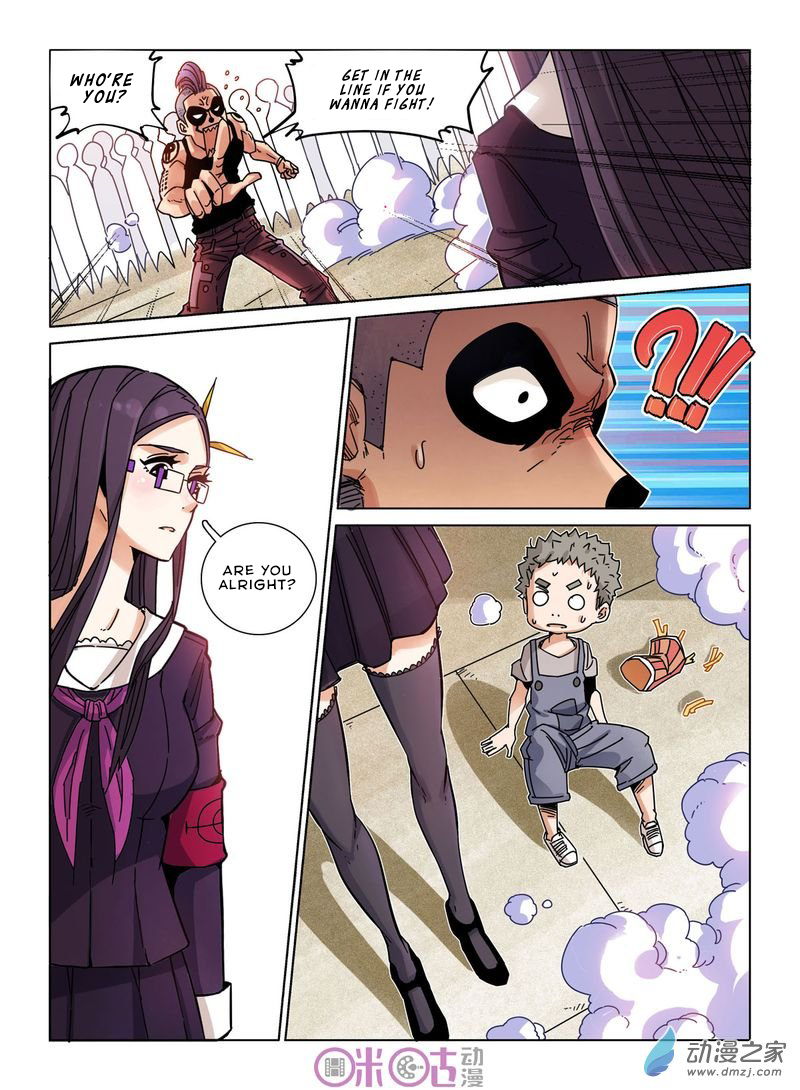 WHO'RE
YOU?
GET IN THE
LINE IF YOU
WANNA FIGHT!
?!!
ARE YOU
ALRIGHT?
咪咕动漫
动漫之家
www.dmzj.com